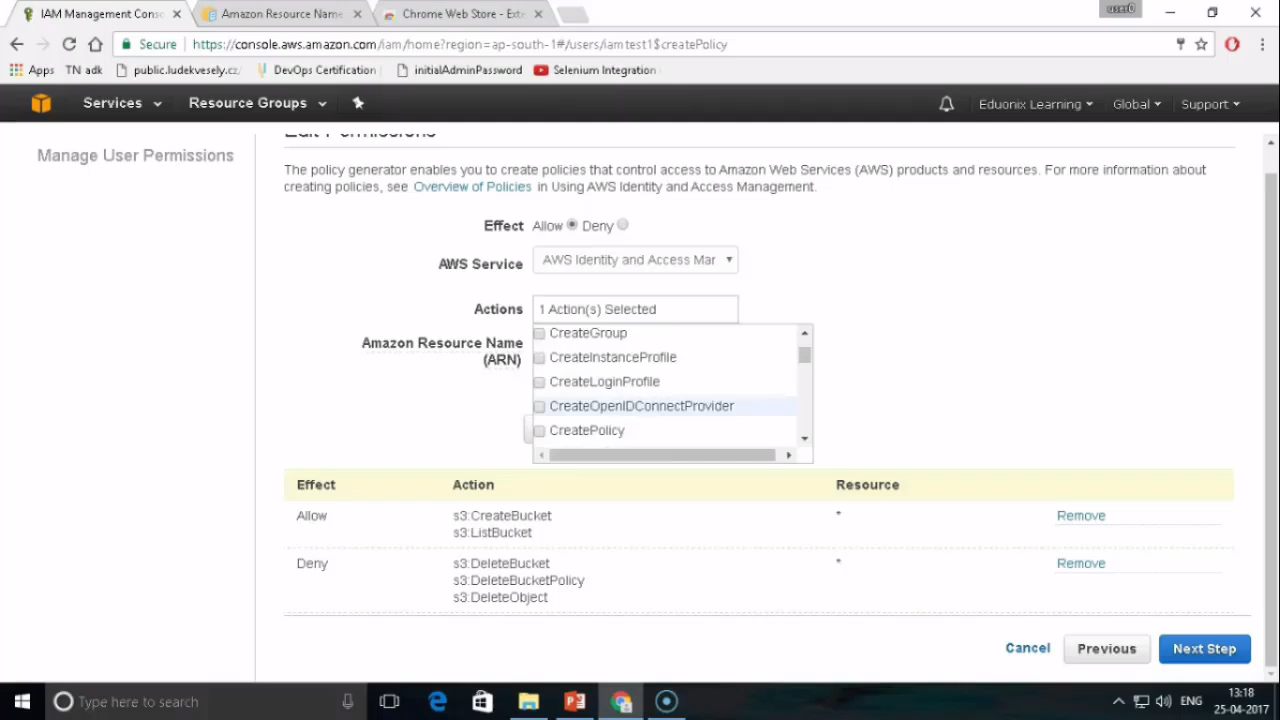 IAM Management Conso
Amazon Resource Name
Chrome Web Store - Exte
user0
Secure
https://console.aws.amazon.com/iam/home?region=ap-south-1#/users/iamtest1$createPolicy
Apps
TN adk
public.ludekvesely.cz/
DevOps Certification
initialAdminPassword
Selenium Integration
Services
Resource Groups
Eduonix Learning
Global
Support
Edit Permissions
Manage User Permissions
The policy generator enables you to create policies that control access to Amazon Web Services (AWS) products and resources. For more information about
creating policies, see Overview of Policies in Using AWS Identity and Access Management.
Effect Allow Deny
AWS Service AWS Identity and Access Mar
Actions 1 Action(s) Selected
Amazon Resource Name
(ARN)
CreateGroup
CreateInstanceProfile
CreateLoginProfile
CreateOpenIDConnectProvider
CreatePolicy
Effect Action Resource
Allow s3:CreateBucket * Remove
s3:ListBucket
Deny s3:DeleteBucket * Remove
s3:DeleteBucketPolicy
s3:DeleteObject
Cancel Previous Next Step
Type here to search
ENG
13:18
25-04-2017